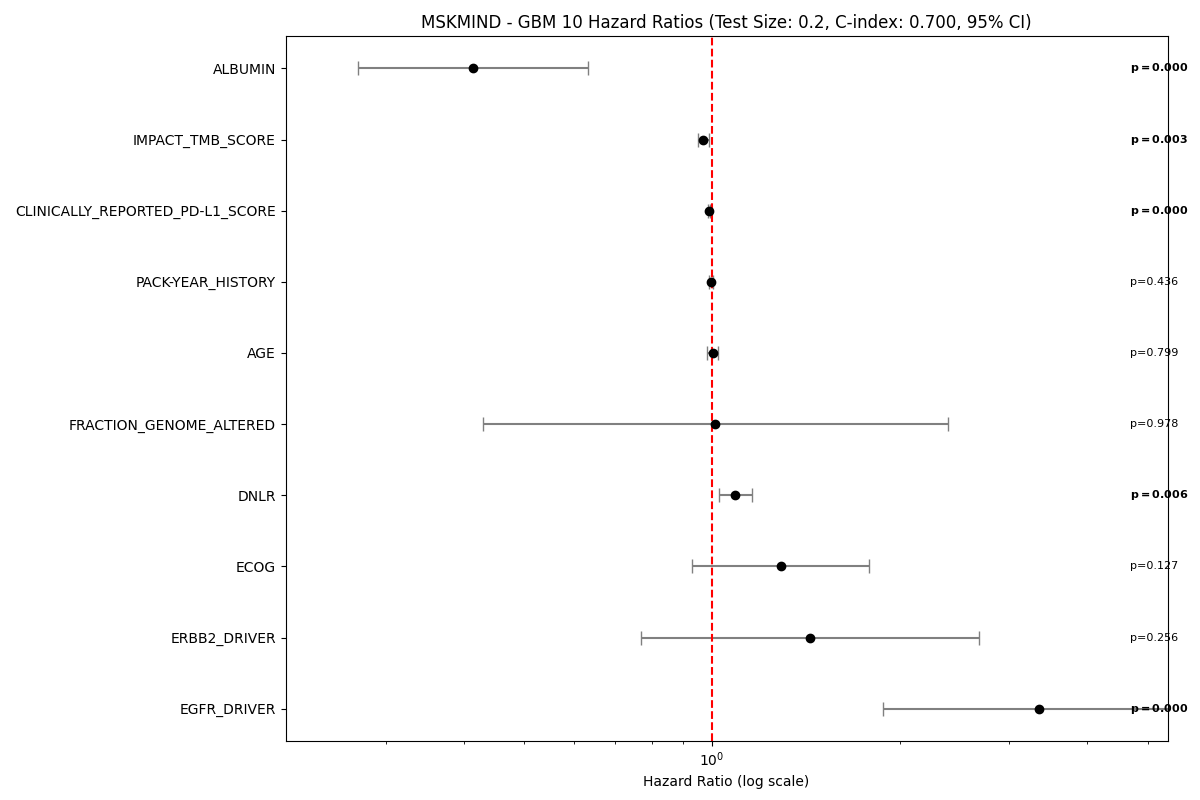 MSKMIND - GBM 10 Hazard Ratios (Test Size: 0.2, C-index: 0.700, 95% CI)
ALBUMIN p=0.000
IMPACT_TMB_SCORE p=0.003
CLINICALLY_REPORTED_PD-L1_SCORE p=0.000
PACK-YEAR_HISTORY p=0.436
AGE p=0.799
FRACTION_GENOME_ALTERED p=0.978
DNLR p=0.006
ECOG p=0.127
ERBB2_DRIVER p=0.256
EGFR_DRIVER p=0.000
10⁰
Hazard Ratio (log scale)